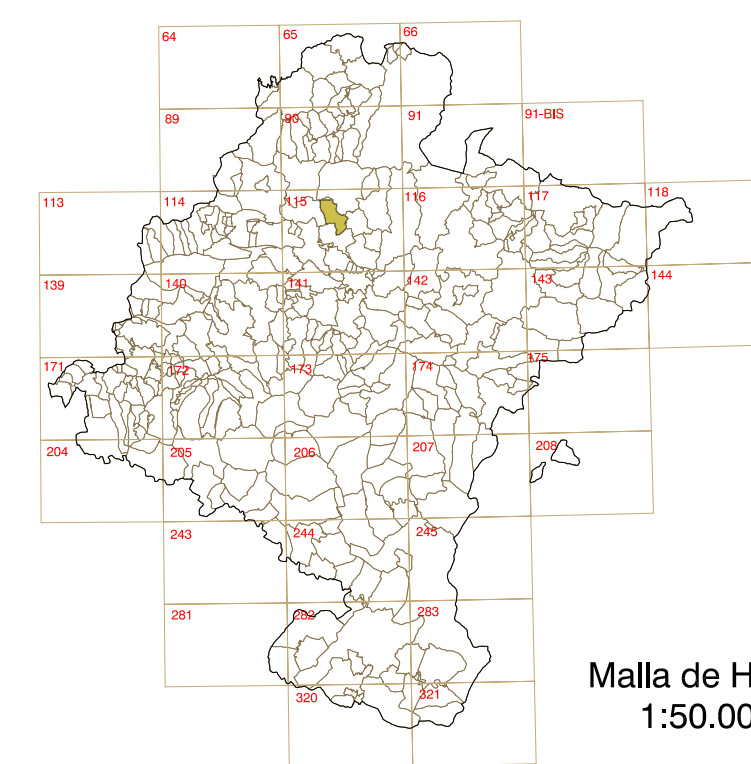 64 65 66
89 90 91 91-BIS
113 114 115 116 117 118
139 140 141 142 143 144
171 172 173 174 175
204 205 206 207 208
243 244 245
281 282 283
320 321
Malla de H
1:50.00